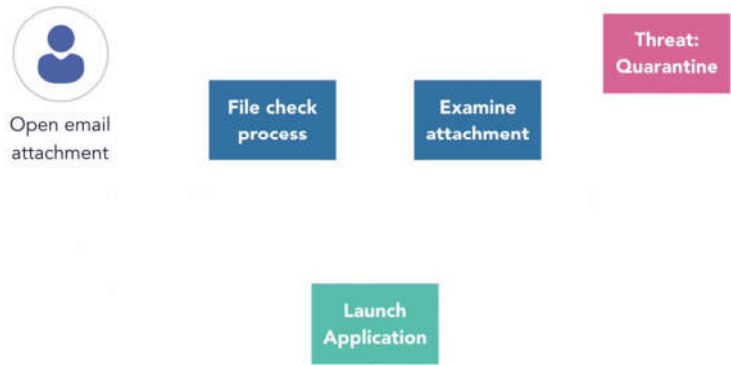 Open email
attachment
File check
process
Examine
attachment
Threat:
Quarantine
Launch
Application